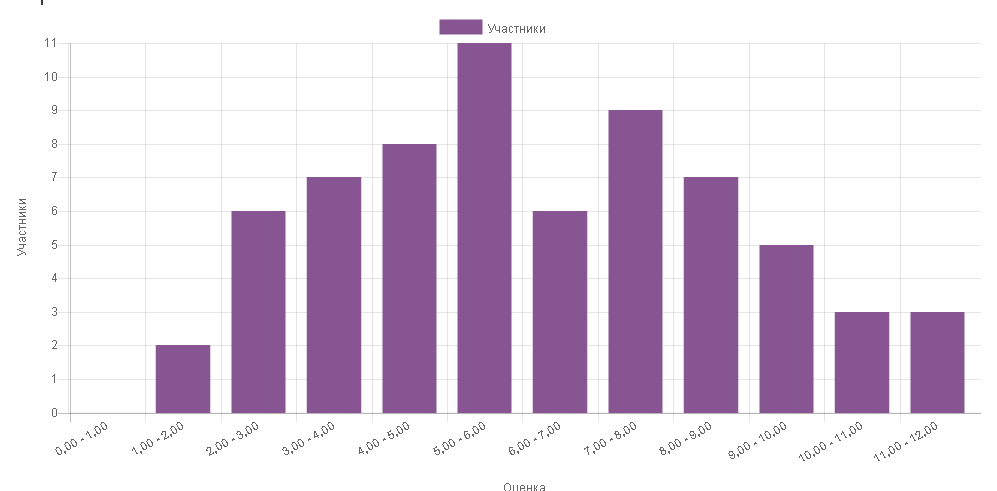 Участники
11
10
9
8
7
6
5
4
3
2
1
0
Участники
0,00 - 1,00
1,00 - 2,00
2,00 - 3,00
3,00 - 4,00
4,00 - 5,00
5,00 - 6,00
6,00 - 7,00
7,00 - 8,00
8,00 - 9,00
9,00 - 10,00
10,00 - 11,00
11,00 - 12,00
Оценка